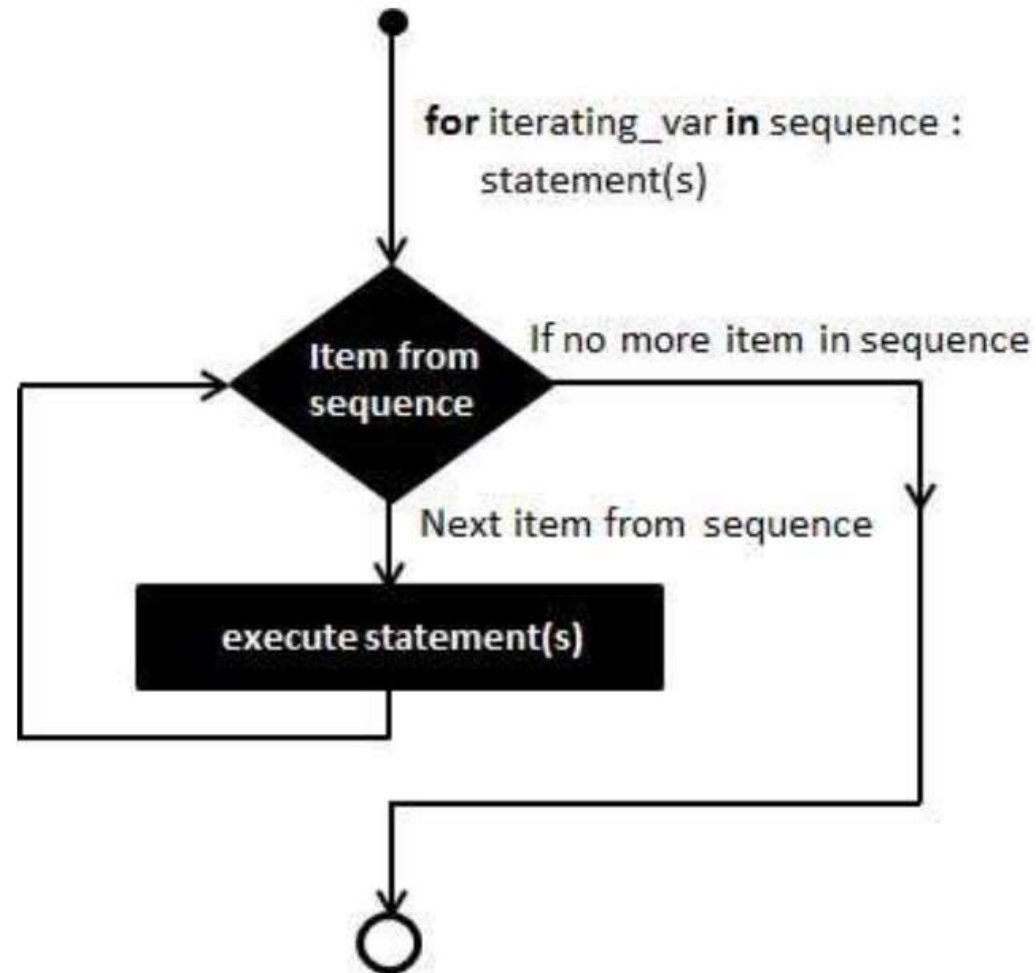 for iterating_var in sequence :
statement(s)
If no more item in sequence
Item from
sequence
Next item from sequence
execute statement(s)